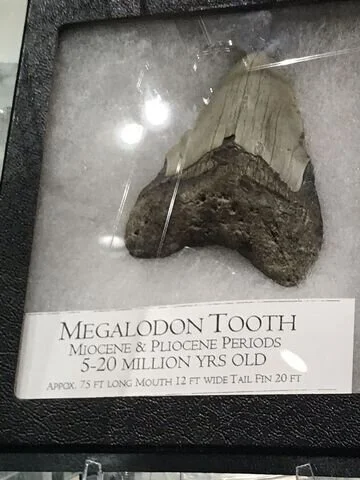 MEGALODON TOOTH
MIOCENE & PLIOCENE PERIODS
5-20 MILLION YRS OLD
APPOX. 75 FT LONG MOUTH 12 FT WIDE TAIL FIN 20 FT